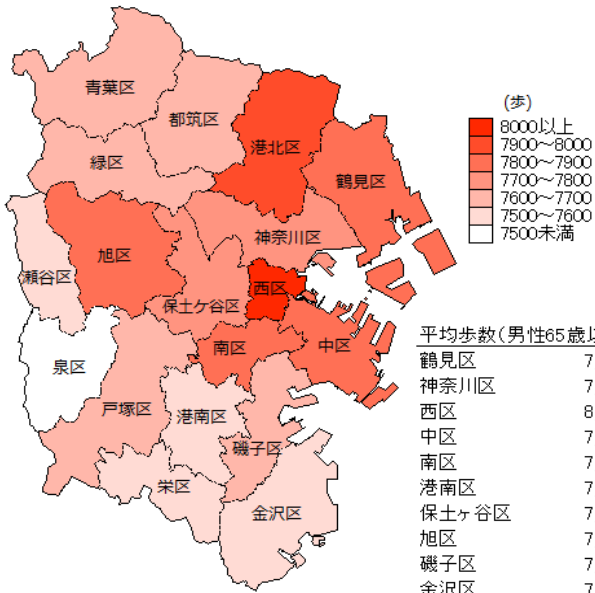 青葉区
都筑区
港北区
緑区
鶴見区
神奈川区
旭区
瀬谷区
西区
保土ケ谷区
泉区
南区
中区
戸塚区
港南区
磯子区
栄区
金沢区
(歩)
8000以上
7900～8000
7800～7900
7700～7800
7600～7700
7500～7600
7500未満
平均歩数(男性65歳以
鶴見区 7
神奈川区 7
西区 8
中区 7
南区 7
港南区 7
保土ヶ谷区 7
旭区 7
磯子区 7
金沢区 7